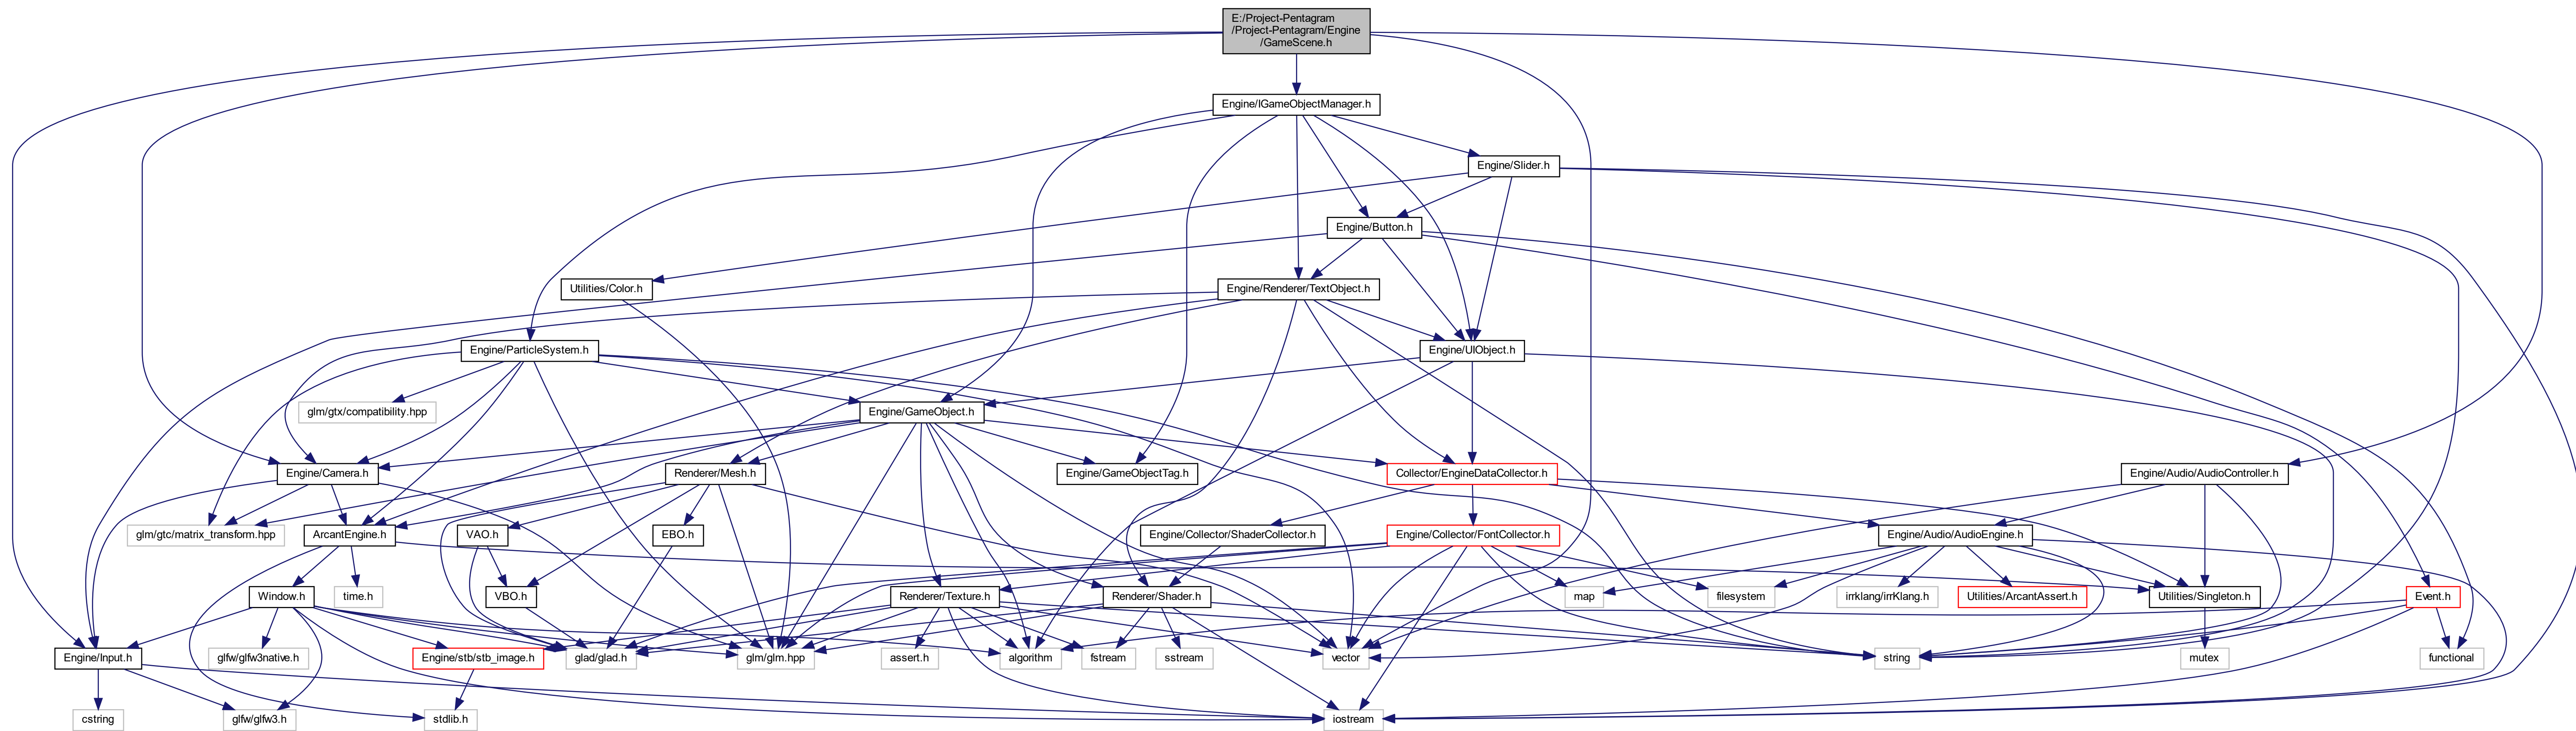 E:/Project-Pentagram
/Project-Pentagram/Engine
/GameScene.h
Engine/IGameObjectManager.h
Engine/Slider.h
Engine/Button.h
Utilities/Color.h
Engine/Renderer/TextObject.h
Engine/ParticleSystem.h
Engine/UIObject.h
glm/gtx/compatibility.hpp
Engine/GameObject.h
Engine/Camera.h
Renderer/Mesh.h
Engine/GameObjectTag.h
Collector/EngineDataCollector.h
Engine/Audio/AudioController.h
glm/gtc/matrix_transform.hpp
ArcantEngine.h
VAO.h
EBO.h
Engine/Collector/ShaderCollector.h
Engine/Collector/FontCollector.h
Engine/Audio/AudioEngine.h
Window.h
time.h
VBO.h
Renderer/Texture.h
Renderer/Shader.h
map
filesystem
irrklang/irrKlang.h
Utilities/ArcantAssert.h
Utilities/Singleton.h
Event.h
Engine/Input.h
glfw/glfw3native.h
Engine/stb/stb_image.h
glad/glad.h
glm/glm.hpp
assert.h
algorithm
fstream
sstream
vector
string
mutex
functional
cstring
glfw/glfw3.h
stdlib.h
iostream